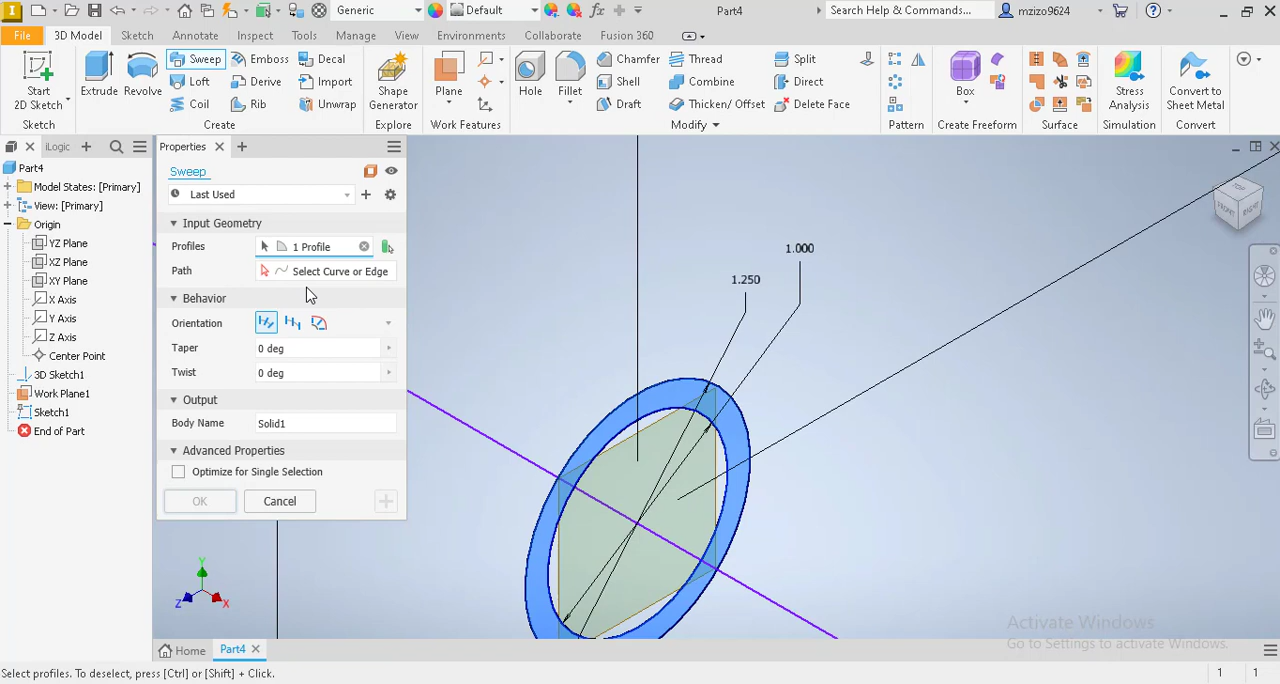 Generic
Default
Part4
Search Help & Commands...
mzizo9624
File
3D Model
Sketch
Annotate
Inspect
Tools
Manage
View
Environments
Collaborate
Fusion 360
Start
2D Sketch
Sketch
Extrude
Revolve
Sweep
Loft
Coil
Emboss
Rib
Import
Unwrap
Create
Shape
Generator
Explore
Plane
Work Features
Hole
Fillet
Chamfer
Shell
Draft
Thread
Combine
Thicken/ Offset
Split
Direct
Delete Face
Modify
Pattern
Box
Create Freeform
Surface
Stress
Analysis
Simulation
Convert to
Sheet Metal
Convert
iLogic
Part4
Model States: [Primary]
View: [Primary]
Origin
YZ Plane
XZ Plane
XY Plane
X Axis
Y Axis
Z Axis
Center Point
3D Sketch1
Work Plane1
Sketch1
End of Part
Properties
Sweep
Last Used
Input Geometry
Profiles
1 Profile
Path
Select Curve or Edge
Behavior
Orientation
Taper
0 deg
Twist
0 deg
Output
Body Name
Solid1
Advanced Properties
Optimize for Single Selection
OK
Cancel
1.000
1.250
TOP
FRONT
RIGHT
Y
Z
X
Activate Windows
Go to Settings to activate Windows.
Home
Part4
Select profiles. To deselect, press [Ctrl] or [Shift] + Click.
1
1